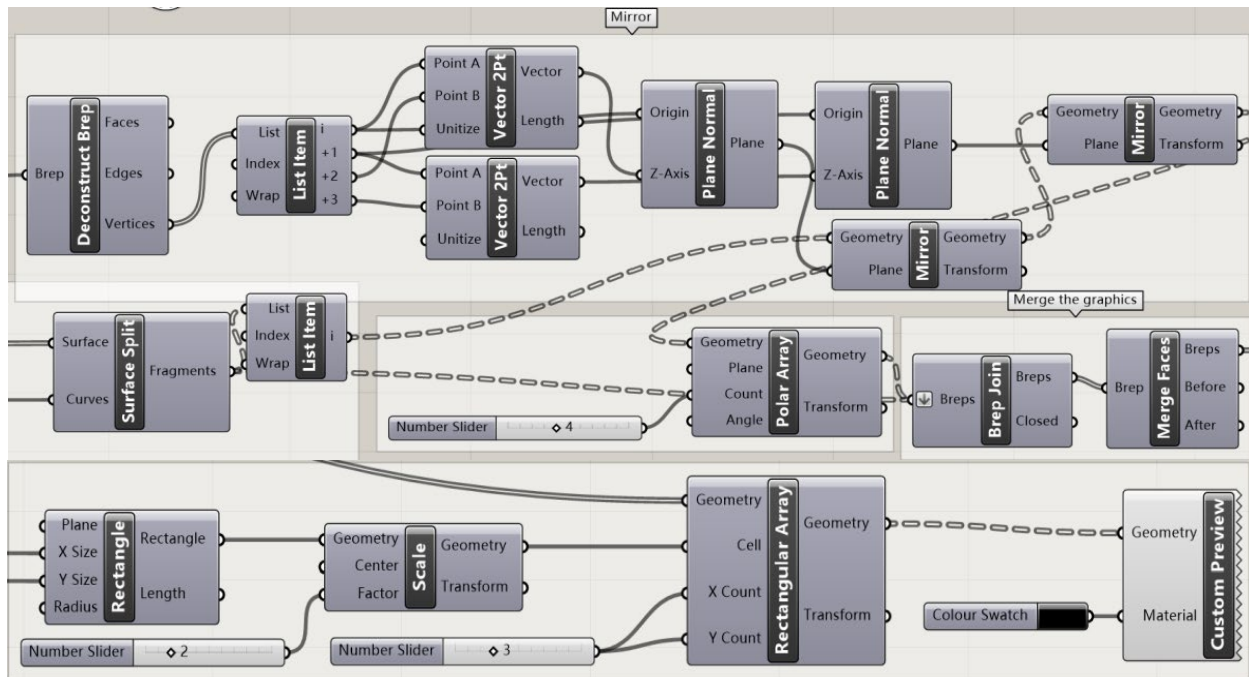 Mirror
Deconstruct Brep
Brep
Faces
Edges
Vertices
List Item
List
Index
Wrap
i
+1
+2
+3
Vector 2Pt
Point A
Point B
Unitize
Vector
Length
Vector 2Pt
Point A
Point B
Unitize
Vector
Length
Plane Normal
Origin
Z-Axis
Plane
Plane Normal
Origin
Z-Axis
Plane
Mirror
Geometry
Plane
Geometry
Transform
Mirror
Geometry
Plane
Geometry
Transform
Surface Split
Surface
Curves
Fragments
List Item
List
Index
Wrap
i
Number Slider
4
Polar Array
Geometry
Plane
Count
Angle
Geometry
Transform
Merge the graphics
Brep Join
Breps
Breps
Closed
Merge Faces
Brep
Breps
Before
After
Rectangle
Plane
X Size
Y Size
Radius
Rectangle
Length
Number Slider
2
Scale
Geometry
Center
Factor
Geometry
Transform
Number Slider
3
Rectangular Array
Geometry
Cell
X Count
Y Count
Geometry
Transform
Colour Swatch
Custom Preview
Geometry
Material